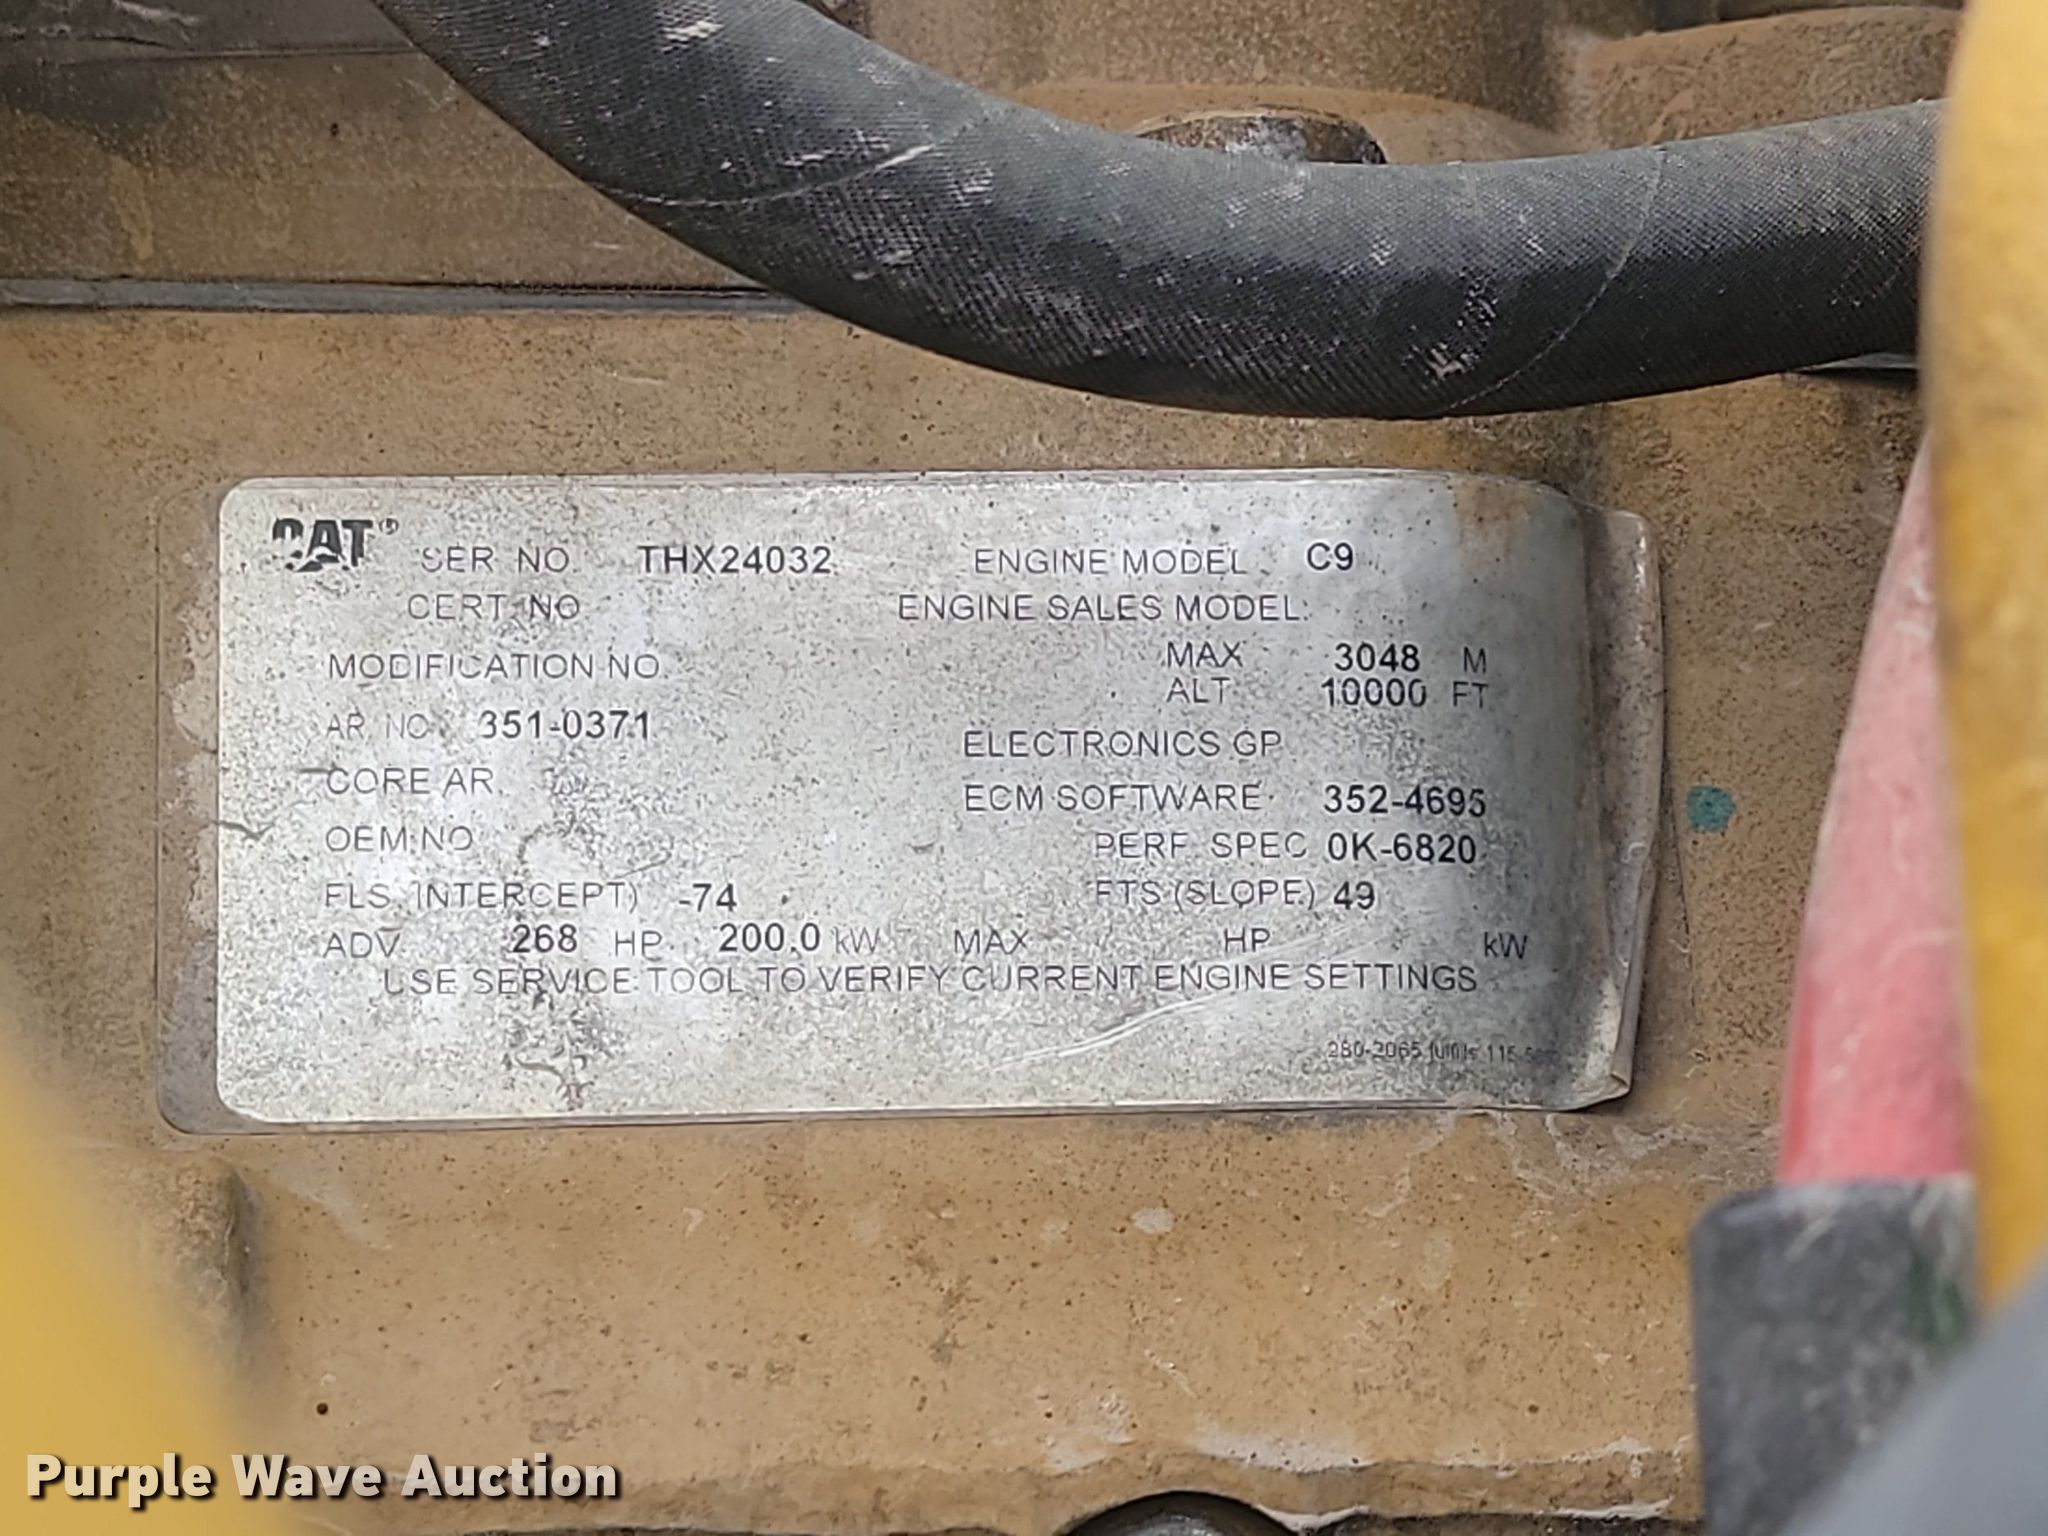 CAT® SER NO. THX24032 ENGINE MODEL C9
CERT. NO ENGINE SALES MODEL:
MODIFICATION NO.
MAX 3048 M
ALT 10000 FT
AR NO 351-0371
ELECTRONICS GP
CORE AR.
ECM SOFTWARE 352-4695
OEM NO
PERF SPEC 0K-6820
FLS (INTERCEPT) -74 FTS (SLOPE) 49
ADV. 268 HP 200.0 kW MAX HP kW
USE SERVICE TOOL TO VERIFY CURRENT ENGINE SETTINGS
280-2065
Purple Wave Auction